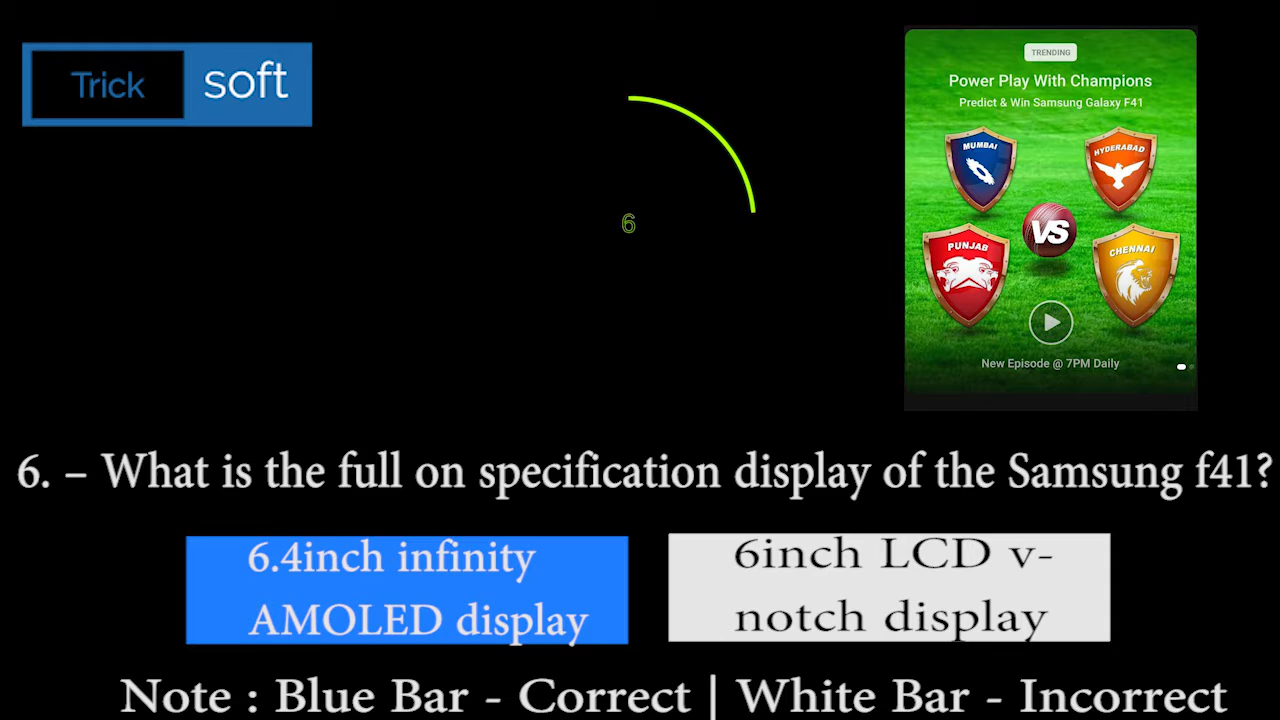 Trick soft
TRENDING
Power Play With Champions
Predict & Win Samsung Galaxy F41
MUMBAI
HYDERABAD
6
VS
PUNJAB
CHENNAI
New Episode @ 7PM Daily
6. – What is the full on specification display of the Samsung f41?
6.4inch infinity
AMOLED display
6inch LCD v-
notch display
Note : Blue Bar - Correct | White Bar - Incorrect